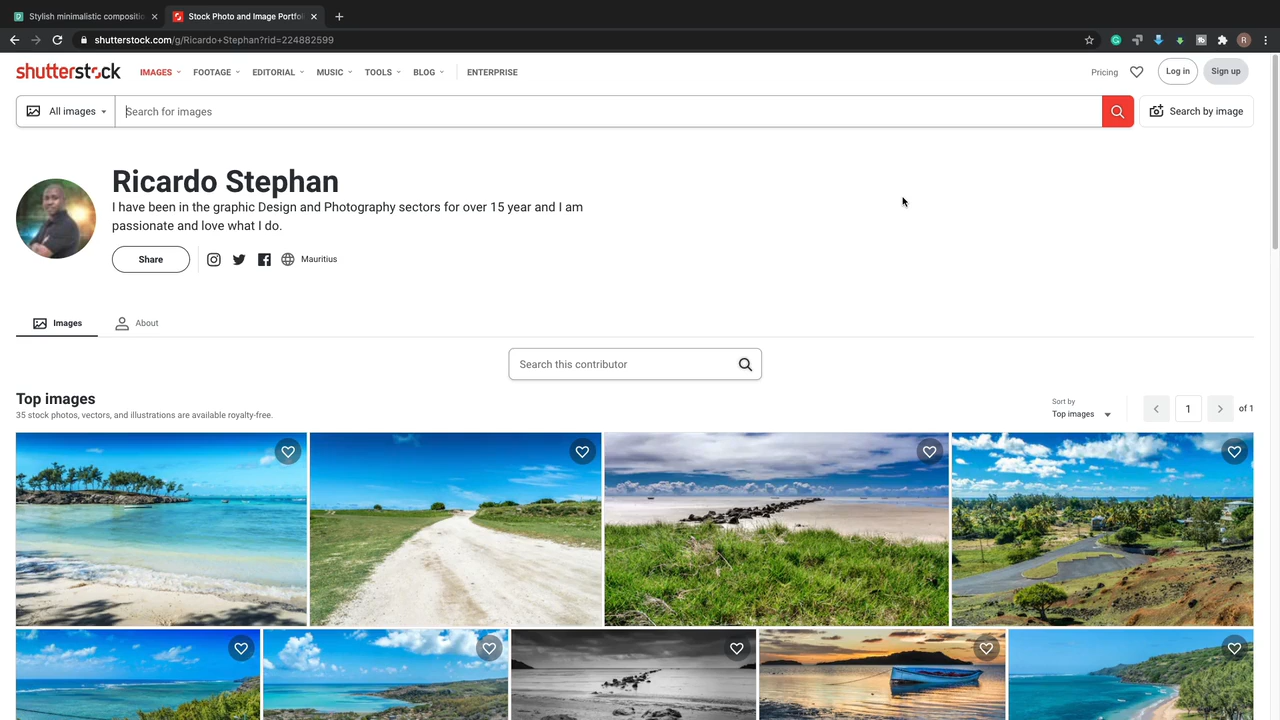 Stylish minimalistic compositi
Stock Photo and Image Portfo
shutterstock.com/g/Ricardo+Stephan?rid=224882599
R
shutterstock
IMAGES FOOTAGE EDITORIAL MUSIC TOOLS BLOG ENTERPRISE
Pricing
Log in
Sign up
All images
Search for images
Search by image
Ricardo Stephan
I have been in the graphic Design and Photography sectors for over 15 year and I am
passionate and love what I do.
Share
Mauritius
Images
About
Search this contributor
Top images
35 stock photos, vectors, and illustrations are available royalty-free.
Sort by
Top images
1
of 1